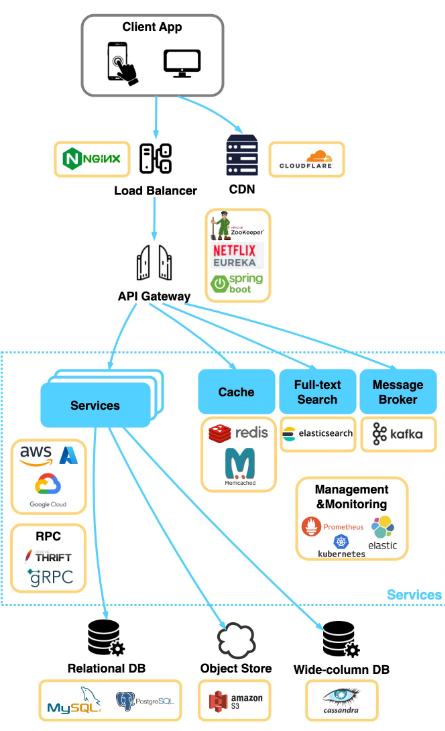 Client App
NGINX
Load Balancer
CDN
CLOUDFLARE
APACHE
ZooKeeper
NETFLIX
EUREKA
spring
boot
API Gateway
Services
Cache
Full-text
Search
Message
Broker
redis
Memcached
elasticsearch
kafka
aws
Google Cloud
RPC
THRIFT
gRPC
Management
&Monitoring
Prometheus
kubernetes
elastic
Services
Relational DB
Object Store
Wide-column DB
MySQL
PostgreSQL
amazon
S3
cassandra